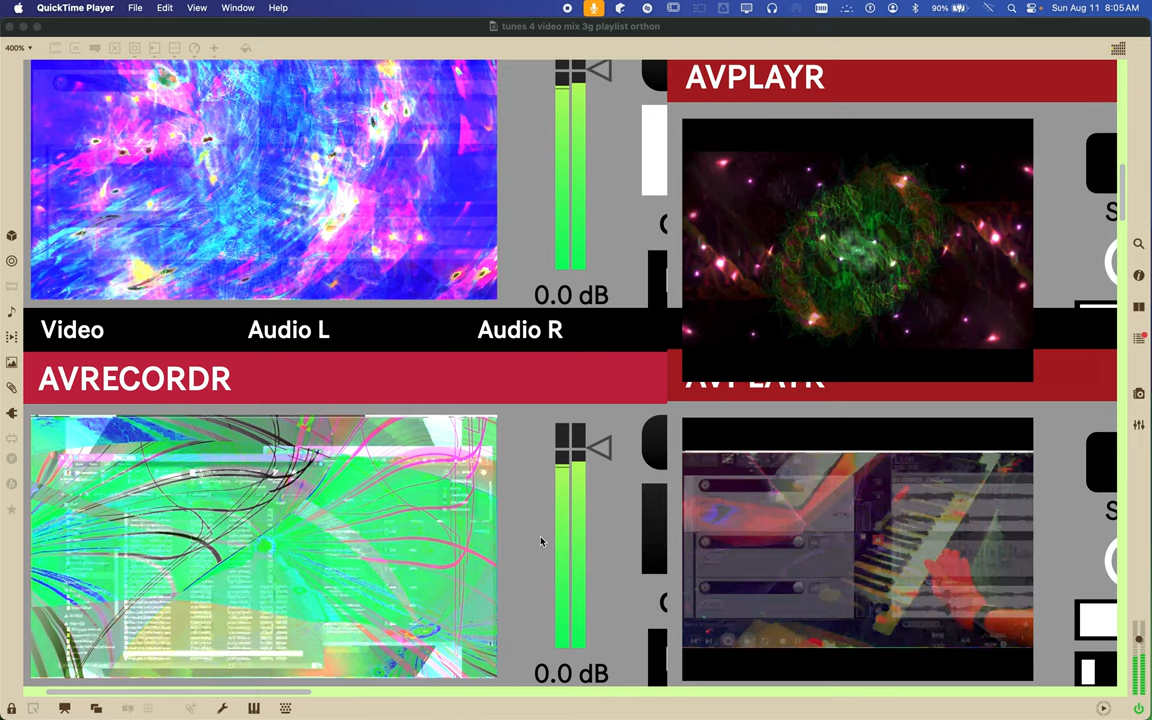 QuickTime Player File Edit View Window Help 90% Sun Aug 11 8:05 AM
tunes 4 video mix 3g playlist orthon
400%
AVPLAYR
0.0 dB
Video Audio L Audio R
AVRECORDR
AVPLAYR
0.0 dB